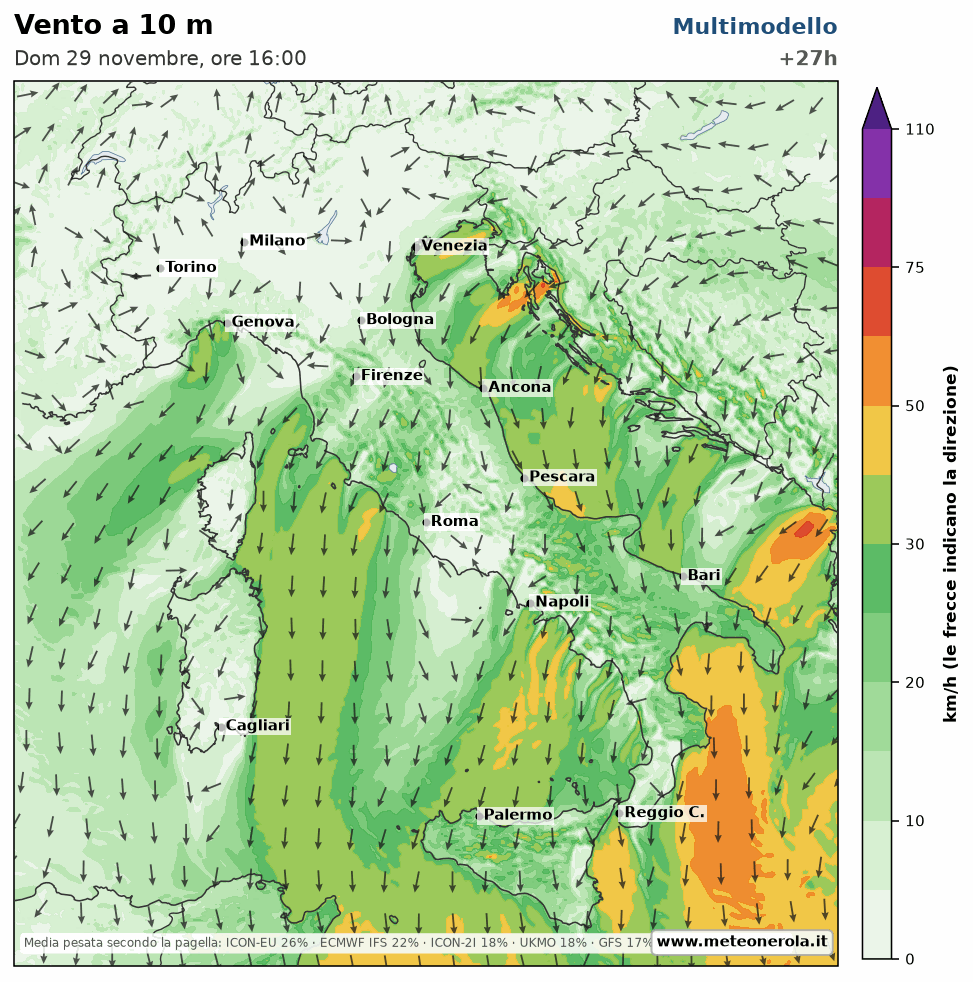 Vento a 10 m
Multimodello
Dom 29 novembre, ore 16:00
+27h
Venezia
Milano
Torino
Genova
Bologna
Firenze
Ancona
Pescara
Roma
Bari
Napoli
Cagliari
Palermo
Reggio C.
110
75
50
30
20
10
0
km/h (le frecce indicano la direzione)
Media pesata secondo la pagella: ICON-EU 26% · ECMWF IFS 22% · ICON-2I 18% · UKMO 18% · GFS 17%
www.meteonerola.it